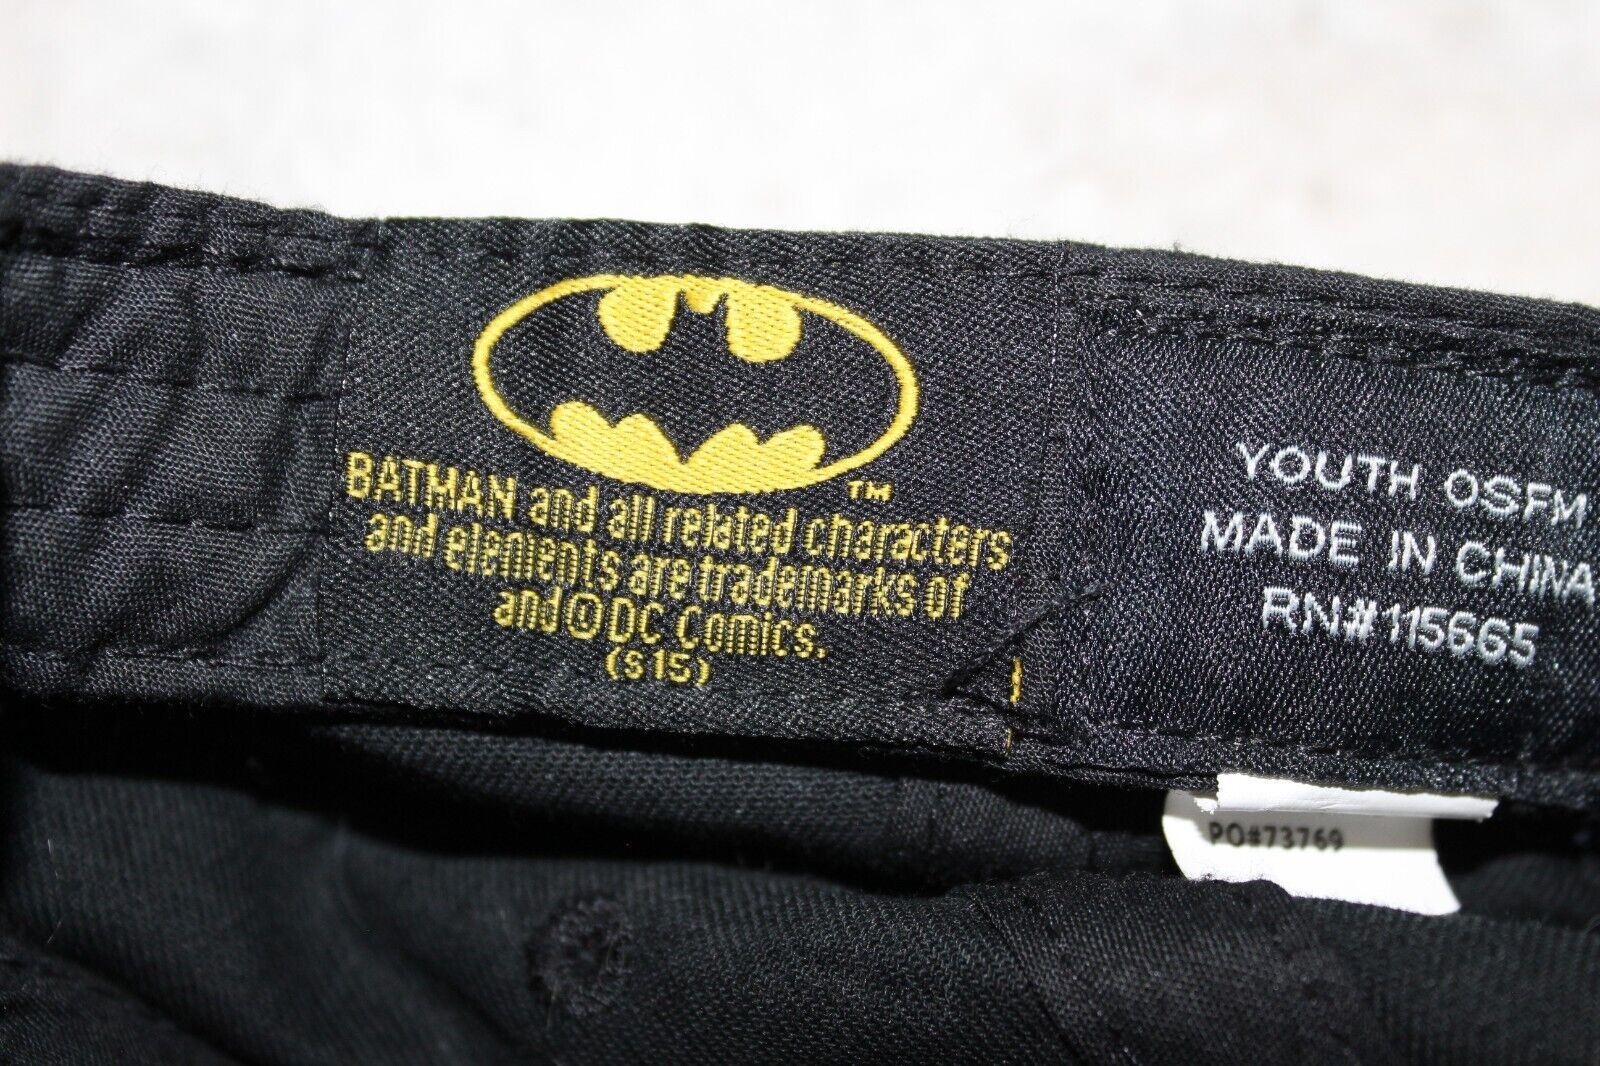 ™
BATMAN and all related characters
and elements are trademarks of
and © DC Comics.
(S15)
YOUTH OSFM
MADE IN CHINA
RN#115665
PO#73769